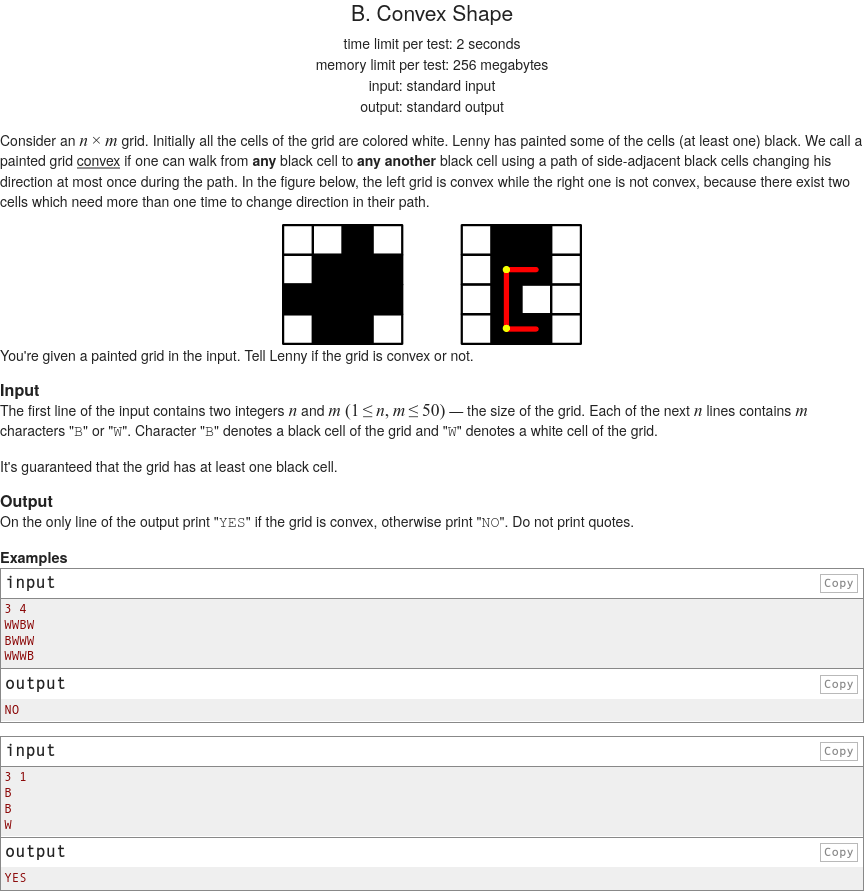 B. Convex Shape
time limit per test: 2 seconds
memory limit per test: 256 megabytes
input: standard input
output: standard output
Consider an n × m grid. Initially all the cells of the grid are colored white. Lenny has painted some of the cells (at least one) black. We call a
painted grid convex if one can walk from any black cell to any another black cell using a path of side-adjacent black cells changing his
direction at most once during the path. In the figure below, the left grid is convex while the right one is not convex, because there exist two
cells which need more than one time to change direction in their path.
You're given a painted grid in the input. Tell Lenny if the grid is convex or not.
Input
The first line of the input contains two integers n and m (1 ≤ n, m ≤ 50) — the size of the grid. Each of the next n lines contains m
characters "B" or "W". Character "B" denotes a black cell of the grid and "W" denotes a white cell of the grid.
It's guaranteed that the grid has at least one black cell.
Output
On the only line of the output print "YES" if the grid is convex, otherwise print "NO". Do not print quotes.
Examples
input Copy
3 4
WWBW
BWWW
WWWB
output Copy
NO
input Copy
3 1
B
B
W
output Copy
YES